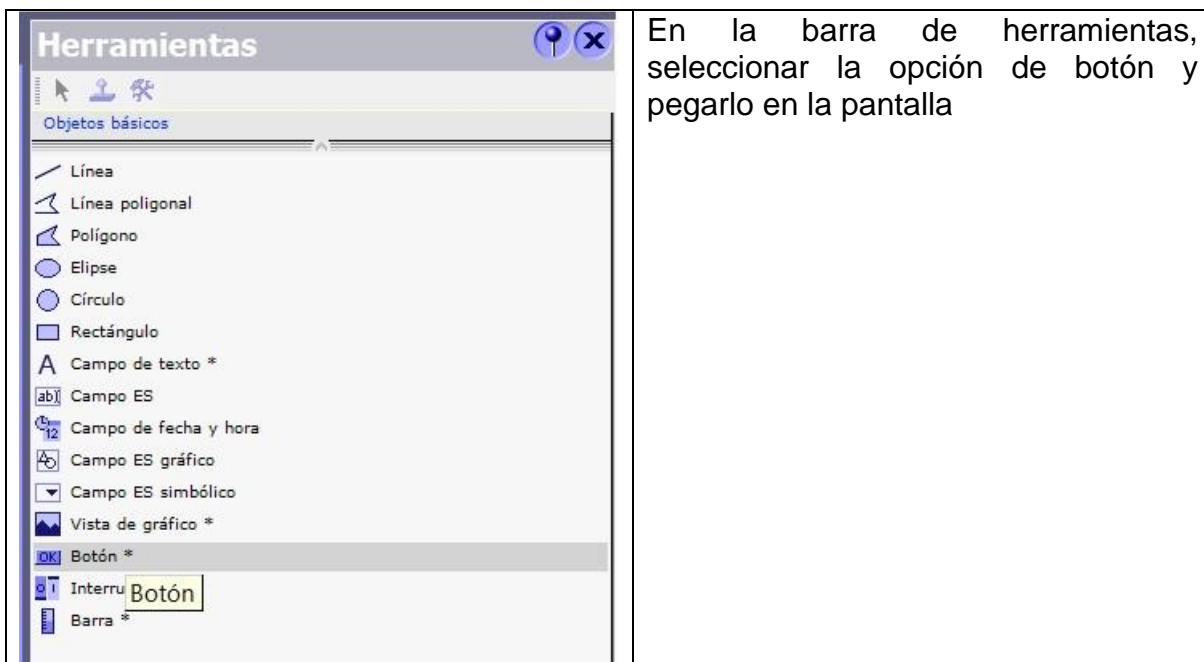 Herramientas
Objetos básicos
Línea
Línea poligonal
Polígono
Elipse
Círculo
Rectángulo
A Campo de texto *
ab Campo ES
12 Campo de fecha y hora
Campo ES gráfico
Campo ES simbólico
Vista de gráfico *
OK Botón *
Interru
Botón
Barra *
En la barra de herramientas,
seleccionar la opción de botón y
pegarlo en la pantalla